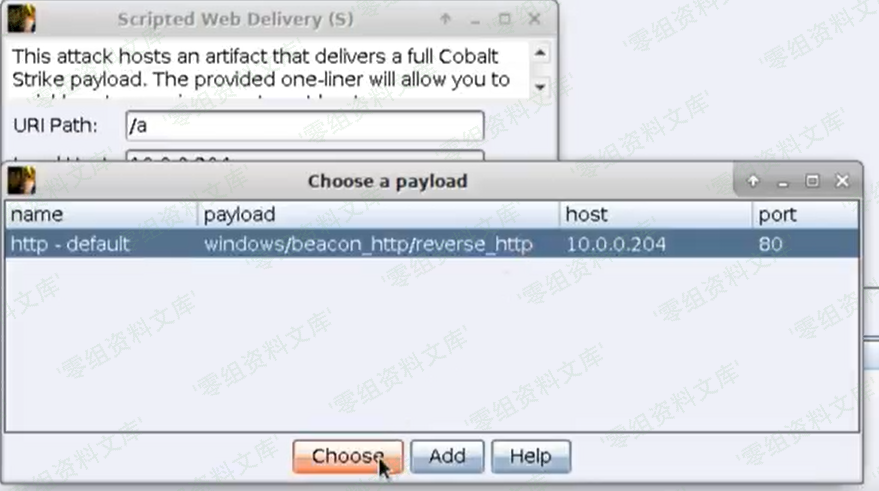 Scripted Web Delivery (S)
This attack hosts an artifact that delivers a full Cobalt
Strike payload. The provided one-liner will allow you to
URI Path: /a
10.0.0.204
Choose a payload
name payload host port
http - default windows/beacon_http/reverse_http 10.0.0.204 80
Choose Add Help
'零组资料文库'